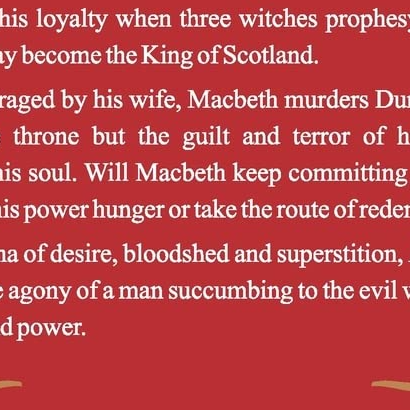 his loyalty when three witches prophesy
ay become the King of Scotland.
raged by his wife, Macbeth murders Du
throne but the guilt and terror of h
his soul. Will Macbeth keep committing
his power hunger or take the route of reder
na of desire, bloodshed and superstition,
e agony of a man succumbing to the evil w
d power.